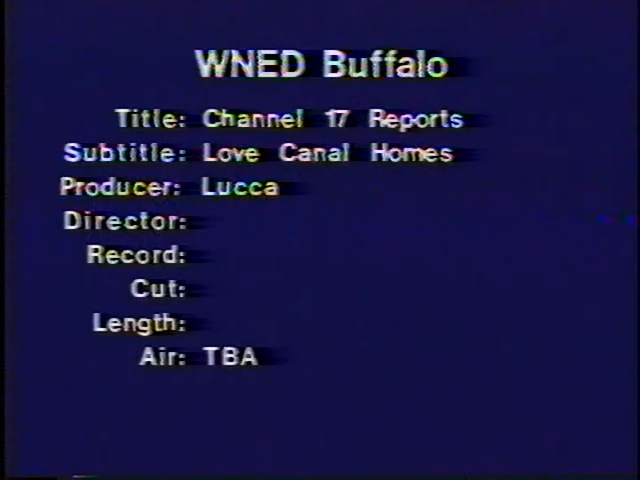 WNED Buffalo
Title: Channel 17 Reports
Subtitle: Love Canal Homes
Producer: Lucca
Director:
Record:
Cut:
Length:
Air: TBA